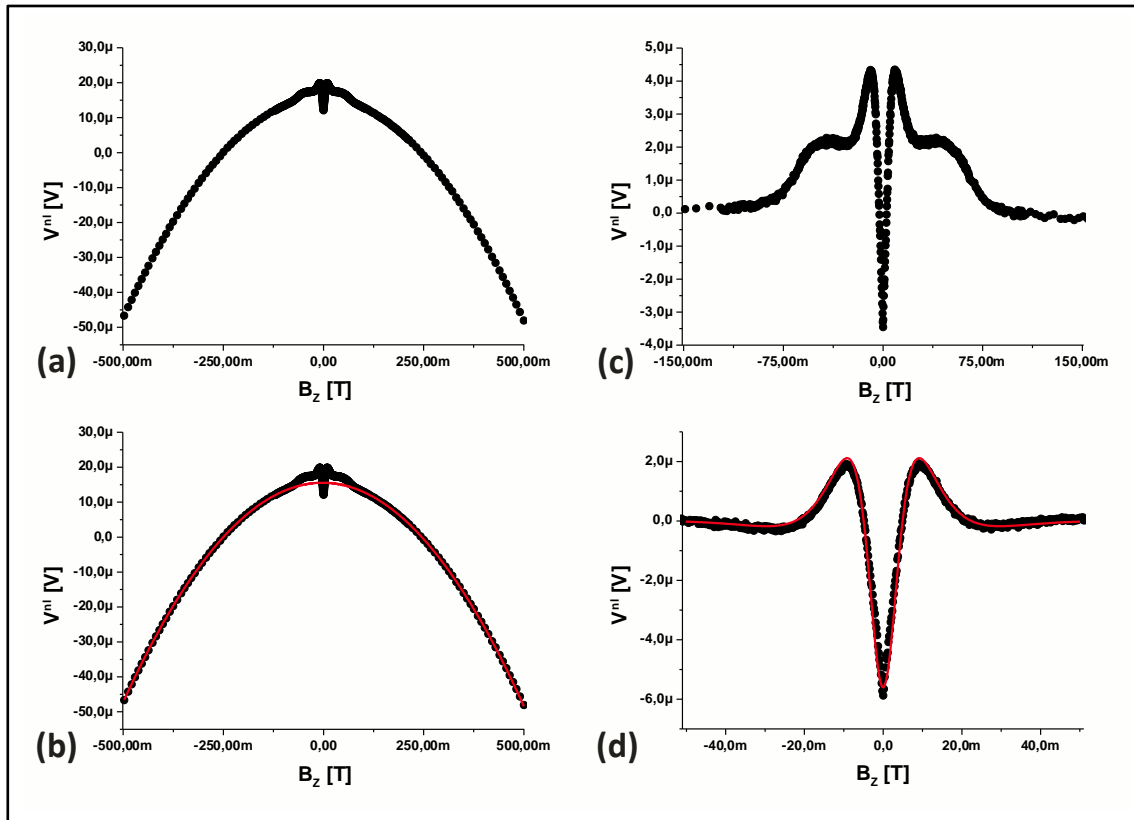 30,0µ
20,0µ
10,0µ
0,0
-10,0µ
-20,0µ
-30,0µ
-40,0µ
-50,0µ
V^nl [V]
-500,00m -250,00m 0,00 250,00m 500,00m
(a)
B_Z [T]
5,0µ
4,0µ
3,0µ
2,0µ
1,0µ
0,0
-1,0µ
-2,0µ
-3,0µ
-4,0µ
V^nl [V]
-150,00m -75,00m 0,00 75,00m 150,00m
(c)
B_Z [T]
30,0µ
20,0µ
10,0µ
0,0
-10,0µ
-20,0µ
-30,0µ
-40,0µ
-50,0µ
V^nl [V]
(b)
-500,00m -250,00m 0,00 250,00m 500,00m
B_Z [T]
2,0µ
0,0
-2,0µ
-4,0µ
-6,0µ
V^nl [V]
(d)
-40,0m -20,0m 0,0 20,0m 40,0m
B_Z [T]